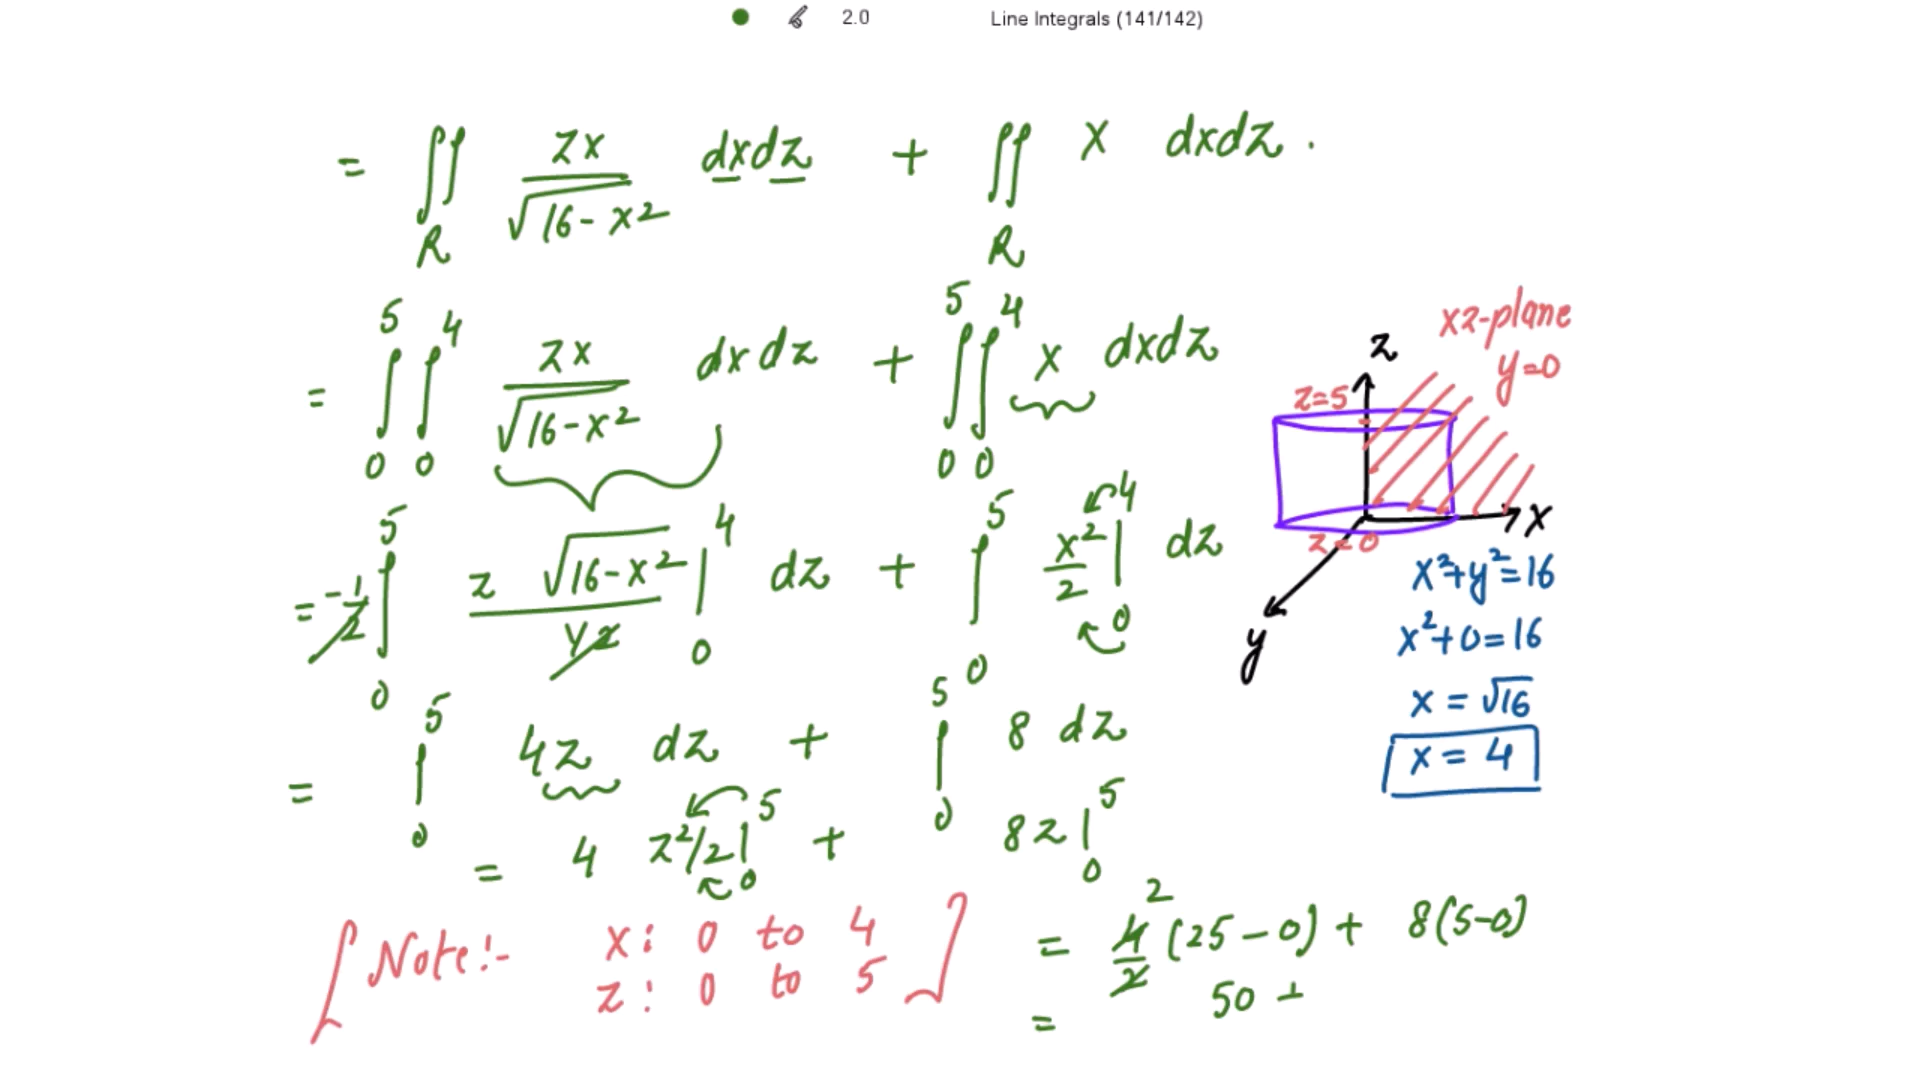 2.0 Line Integrals (141/142)
= ∬_R zx/√(16-x²) dxdz + ∬_R x dxdz .
= ∫_0^5 ∫_0^4 zx/√(16-x²) dxdz + ∫_0^5 ∫_0^4 x dxdz
= -1/2 ∫_0^5 z √(16-x²)/(1/2) |_0^4 dz + ∫_0^5 x²/2 |_0^4 dz
= ∫_0^5 4z dz + ∫_0^5 8 dz
= 4 z²/2 |_0^5 + 8z |_0^5
[Note:- x: 0 to 4
z: 0 to 5]
= 4/2 2 (25-0) + 8(5-0)
= 50 +
xz-plane
y=0
z
z=5
x
z=0
y
x²+y²=16
x²+0=16
x = √16
x = 4